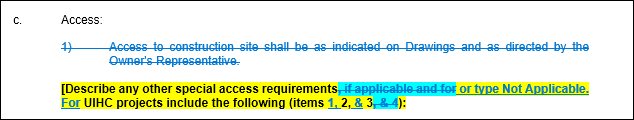 c. Access:
1) Access to construction site shall be as indicated on Drawings and as directed by the
Owner's Representative.
[Describe any other special access requirements, if applicable and for or type Not Applicable.
For UIHC projects include the following (items 1, 2, & 3, & 4):